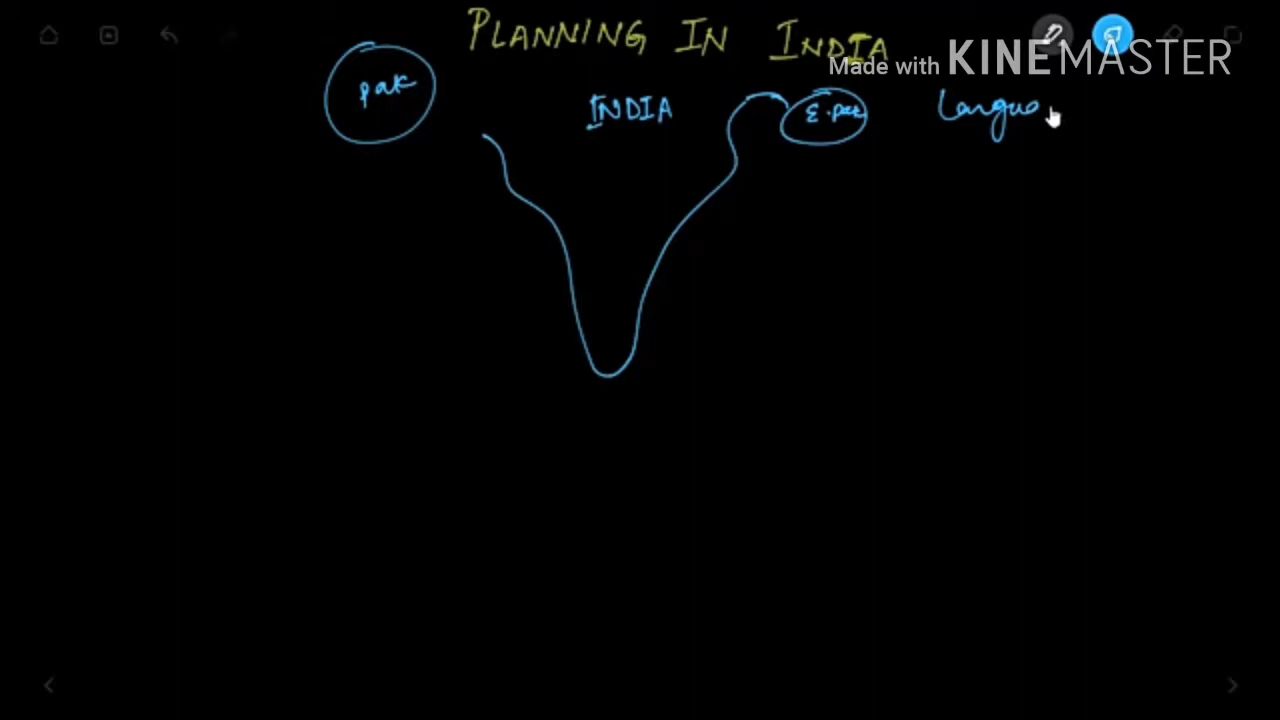 PLANNING IN INDIA
Made with KINEMASTER
pak
INDIA
E.pak
Langua